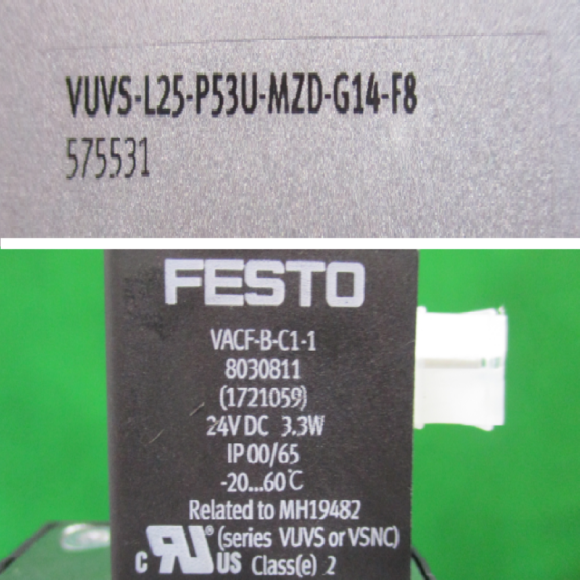 VUVS-L25-P53U-MZD-G14-F8
575531
FESTO
VACF-B-C1-1
8030811
(1721059)
24V DC 3.3W
IP 00/65
-20...60°C
Related to MH19482
(series VUVS or VSNC)
c RU® US Class(e) 2